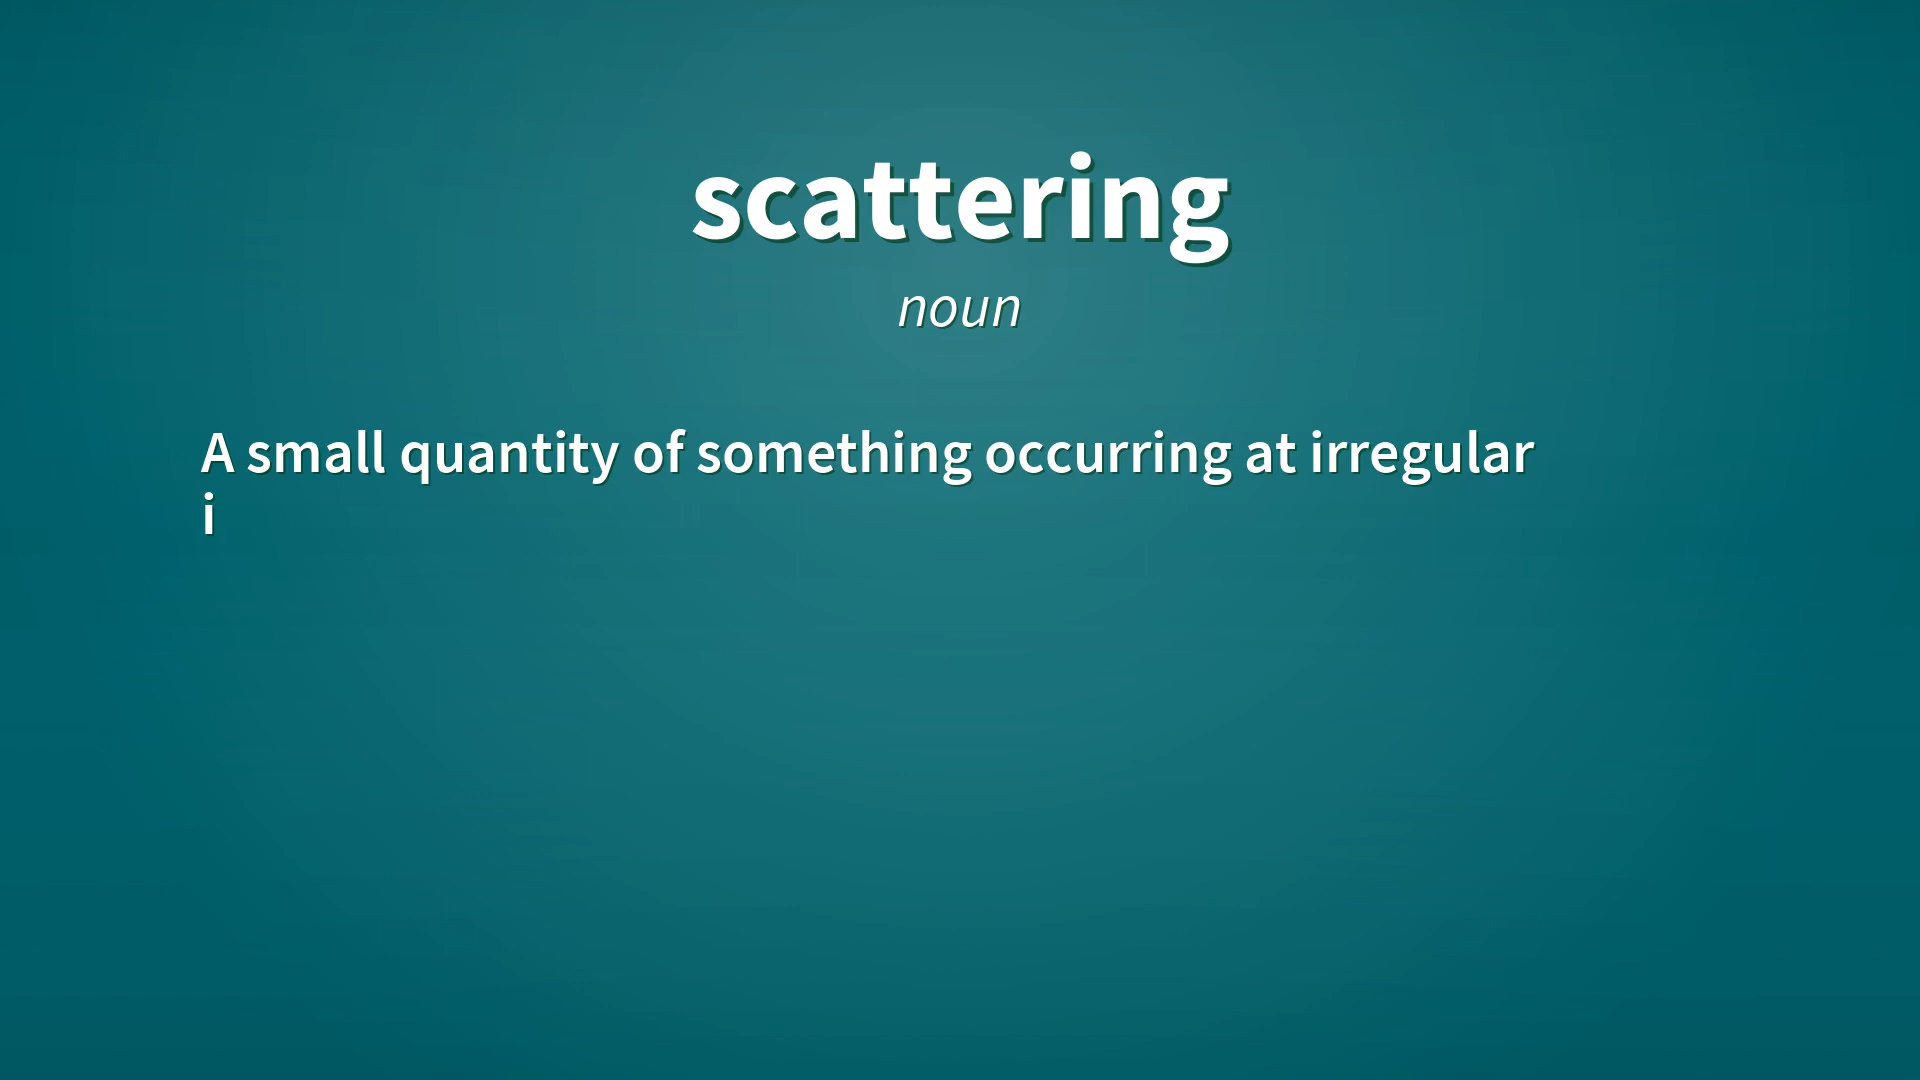 scattering
noun
A small quantity of something occurring at irregular
i